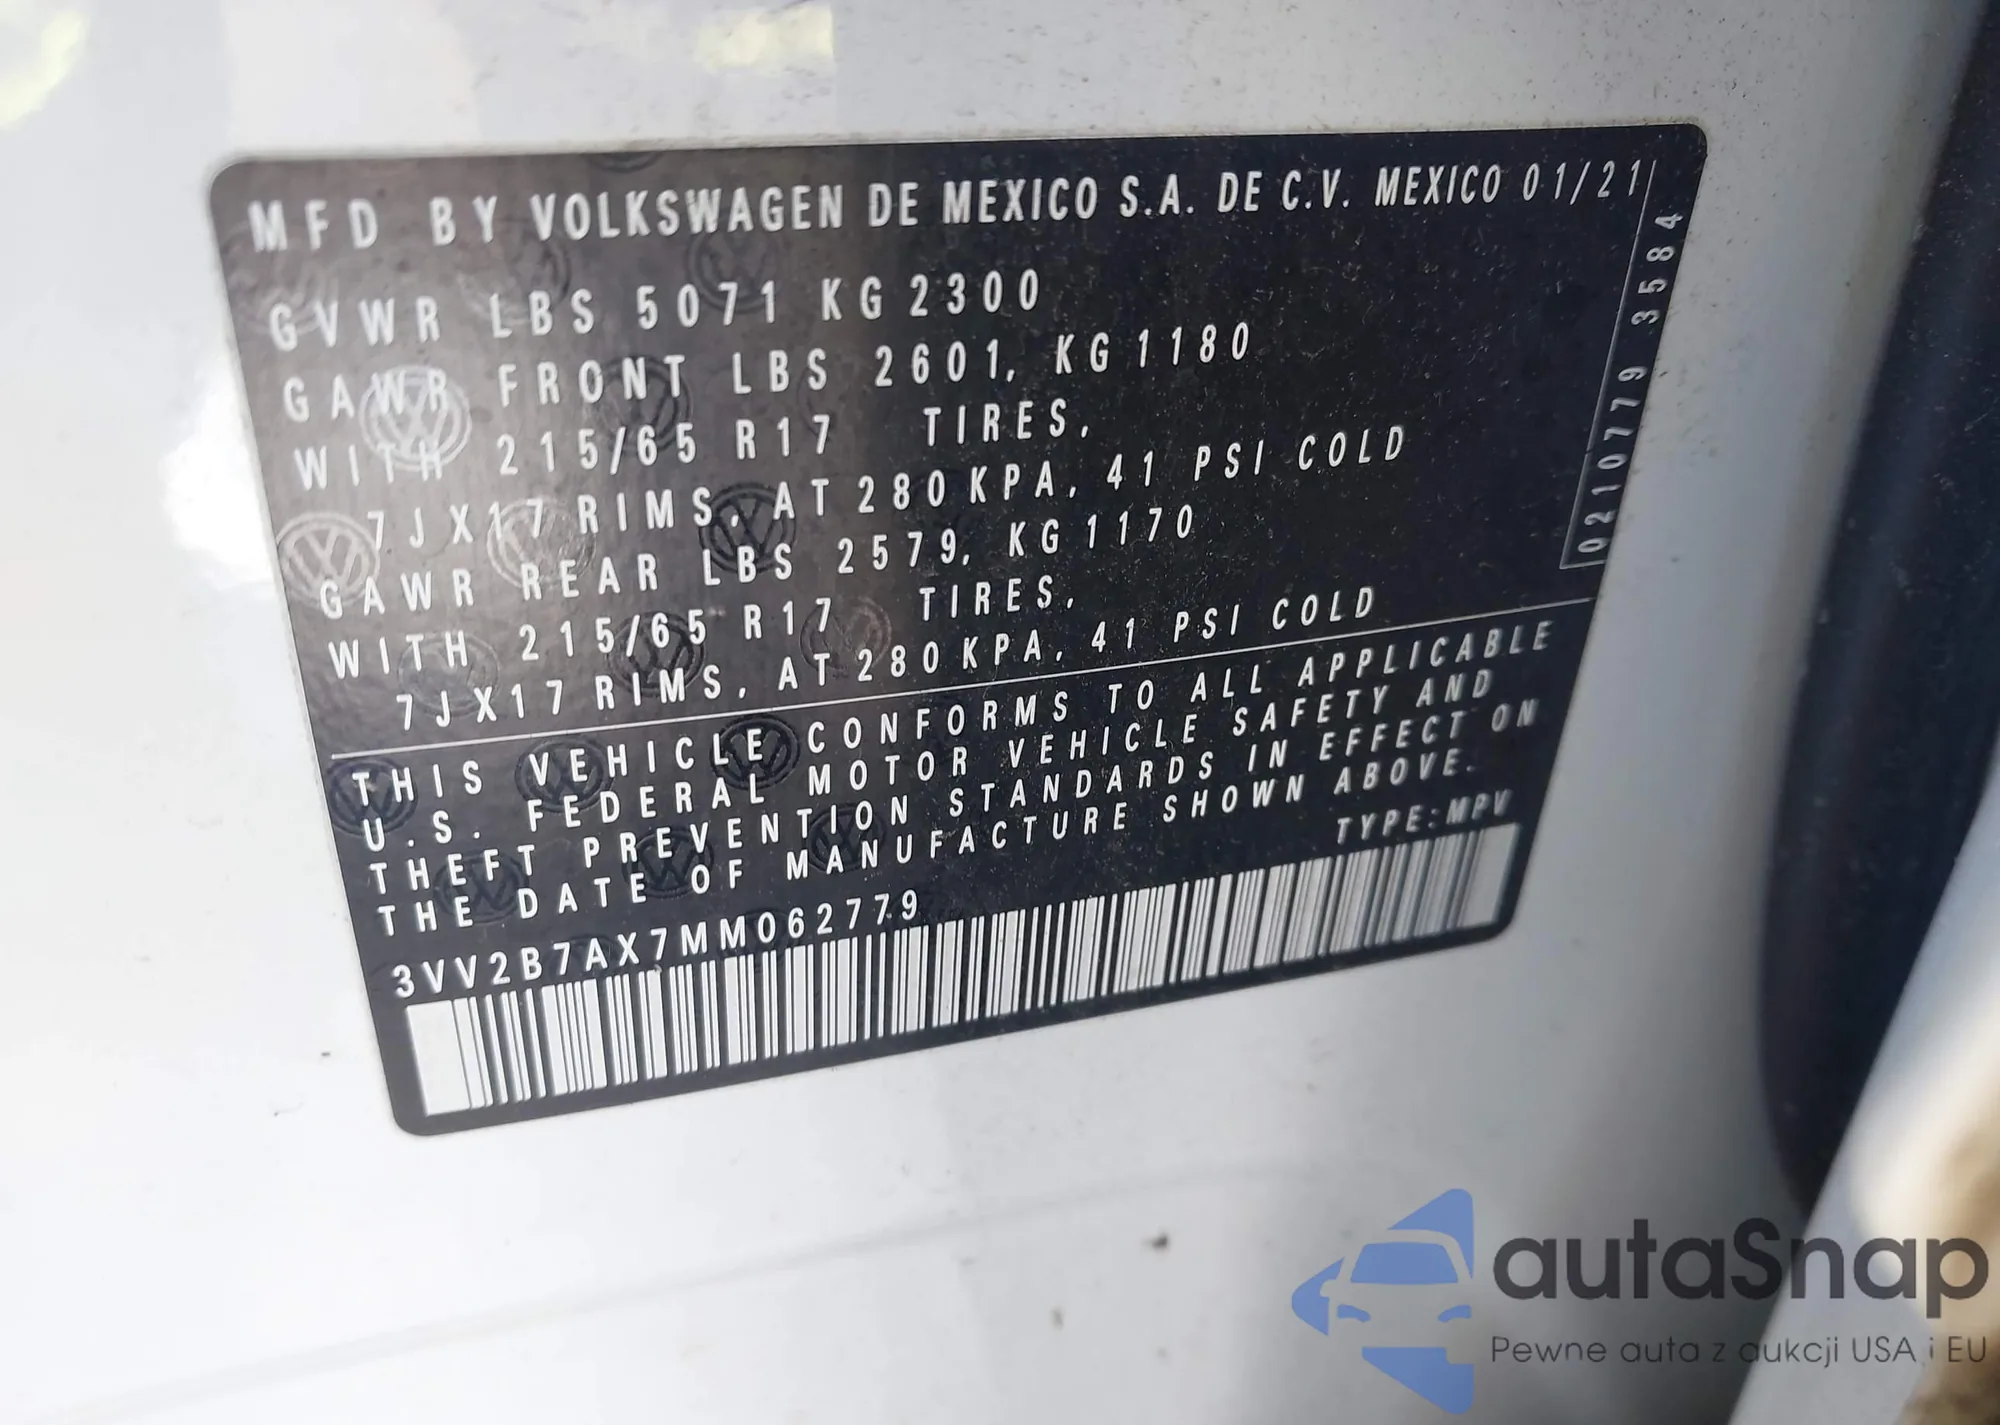 MFD BY VOLKSWAGEN DE MEXICO S.A. DE C.V. MEXICO 01/21
GVWR LBS 5071 KG 2300
GAWR FRONT LBS 2601, KG 1180
WITH 215/65 R17 TIRES,
7JX17 RIMS, AT 280 KPA, 41 PSI COLD
GAWR REAR LBS 2579, KG 1170
WITH 215/65 R17 TIRES,
7JX17 RIMS, AT 280 KPA, 41 PSI COLD
0210779 3584
THIS VEHICLE CONFORMS TO ALL APPLICABLE
U.S. FEDERAL MOTOR VEHICLE SAFETY AND
THEFT PREVENTION STANDARDS IN EFFECT ON
THE DATE OF MANUFACTURE SHOWN ABOVE.
TYPE:MPV
3VV2B7AX7MM062779
autaSnap
Pewne auta z aukcji USA i EU